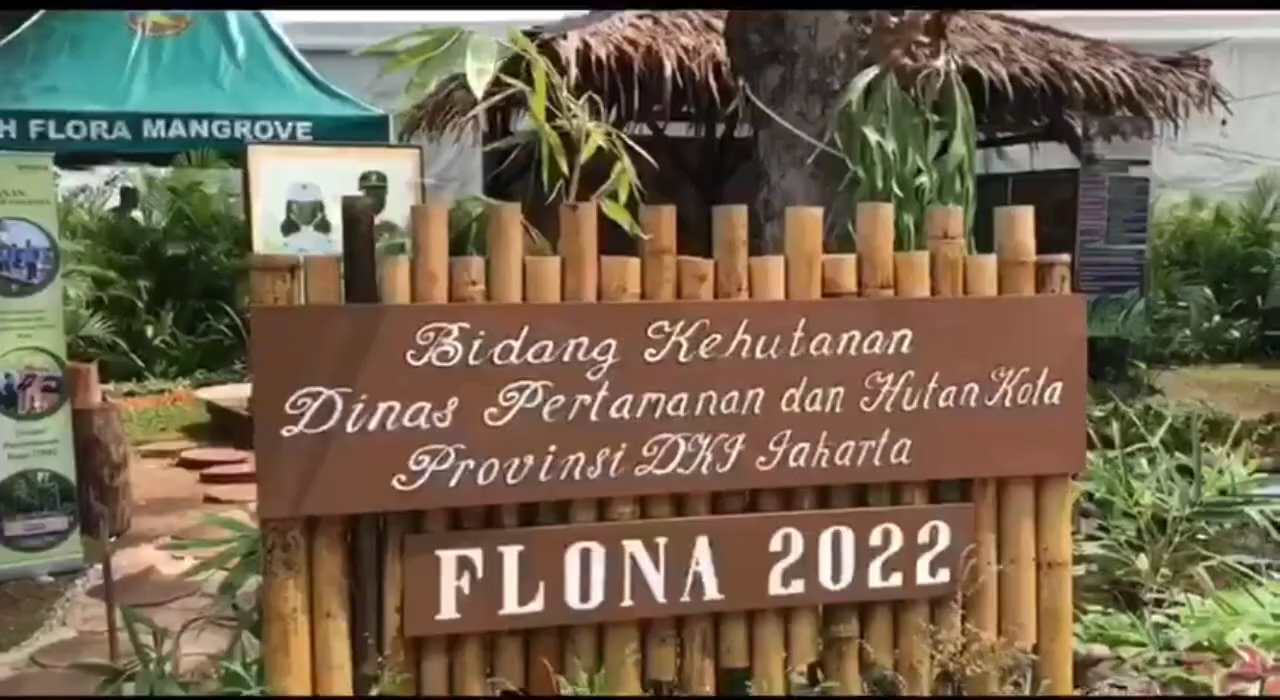 H FLORA MANGROVE
Bidang Kehutanan
Dinas Pertamanan dan Hutan Kota
Provinsi DKI Jakarta
FLONA 2022